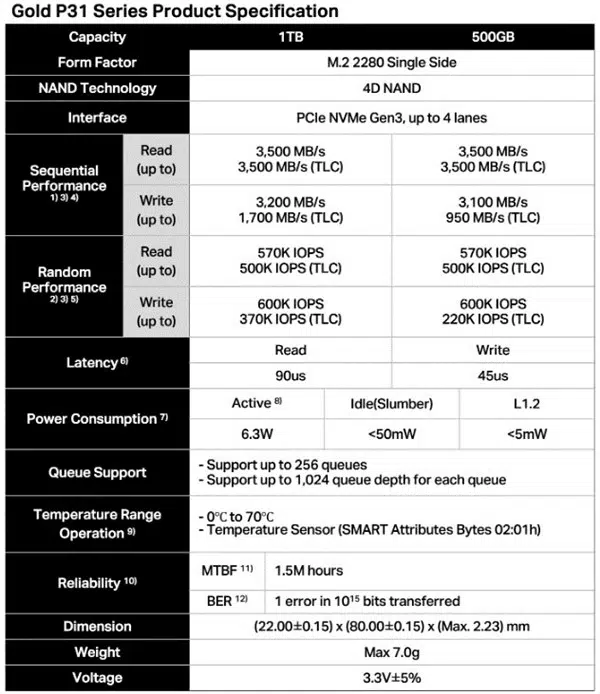 Gold P31 Series Product Specification
Capacity 1TB 500GB
Form Factor M.2 2280 Single Side
NAND Technology 4D NAND
Interface PCIe NVMe Gen3, up to 4 lanes
Sequential Performance 1) 3) 4)
Read (up to)
3,500 MB/s 3,500 MB/s
3,500 MB/s (TLC) 3,500 MB/s (TLC)
Write (up to)
3,200 MB/s 3,100 MB/s
1,700 MB/s (TLC) 950 MB/s (TLC)
Random Performance 2) 3) 5)
Read (up to)
570K IOPS 570K IOPS
500K IOPS (TLC) 500K IOPS (TLC)
Write (up to)
600K IOPS 600K IOPS
370K IOPS (TLC) 220K IOPS (TLC)
Latency 6)
Read Write
90us 45us
Power Consumption 7)
Active 8) Idle(Slumber) L1.2
6.3W <50mW <5mW
Queue Support
- Support up to 256 queues
- Support up to 1,024 queue depth for each queue
Temperature Range
Operation 9)
- 0℃ to 70℃
- Temperature Sensor (SMART Attributes Bytes 02:01h)
Reliability 10)
MTBF 11) 1.5M hours
BER 12) 1 error in 10¹⁵ bits transferred
Dimension (22.00±0.15) x (80.00±0.15) x (Max. 2.23) mm
Weight Max 7.0g
Voltage 3.3V±5%